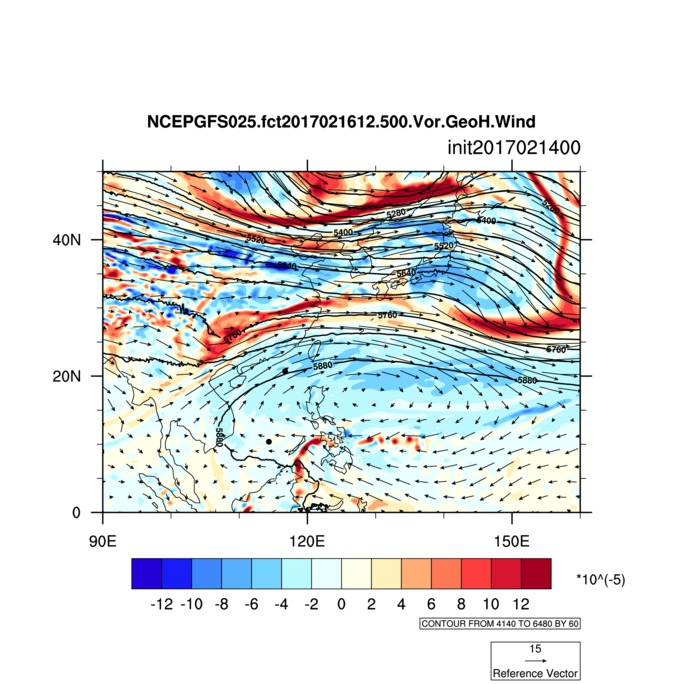 NCEPGFS025.fct2017021612.500.Vor.GeoH.Wind
init2017021400
5280
5280
5400
5400
5520
5520
40N
5640
5640
5760
5760
5760
5880
5880
20N
5880
0
90E
120E
150E
-12 -10 -8 -6 -4 -2 0 2 4 6 8 10 12
*10^(-5)
CONTOUR FROM 4140 TO 6480 BY 60
15
Reference Vector